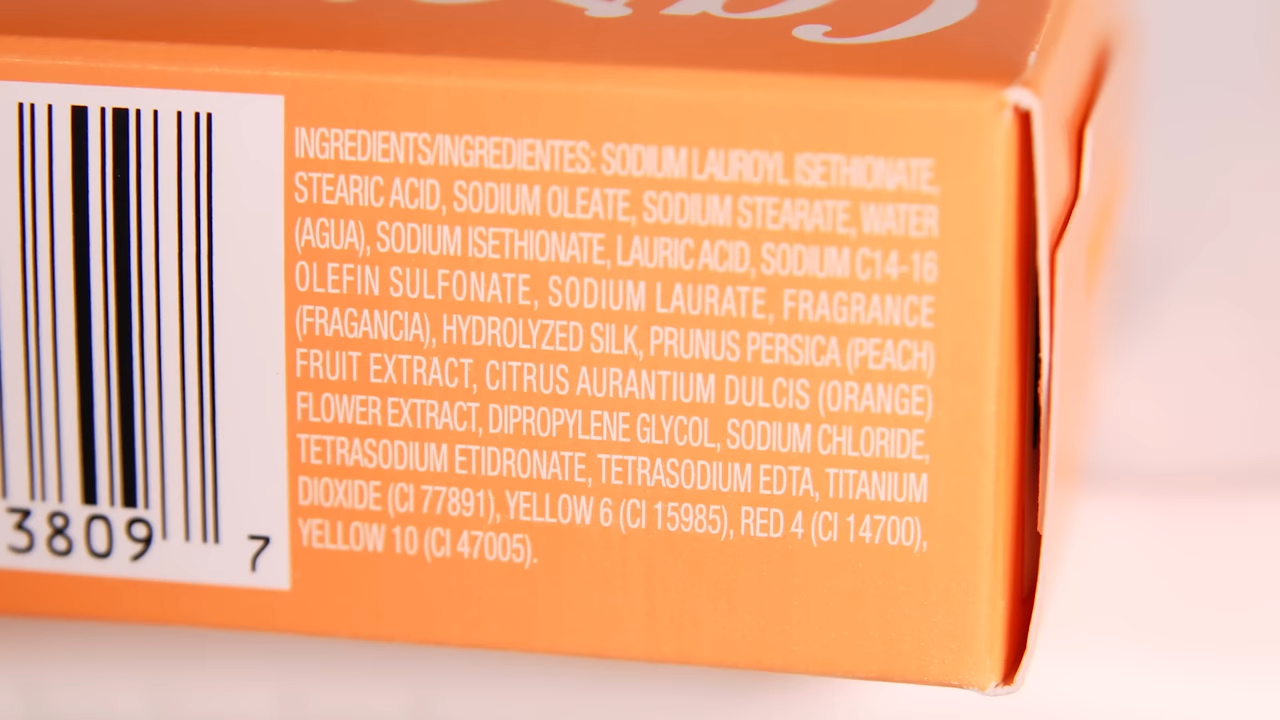 INGREDIENTS/INGREDIENTES: SODIUM LAUROYL ISETHIONATE,
STEARIC ACID, SODIUM OLEATE, SODIUM STEARATE, WATER
(AGUA), SODIUM ISETHIONATE, LAURIC ACID, SODIUM C14-16
OLEFIN SULFONATE, SODIUM LAURATE, FRAGRANCE
(FRAGANCIA), HYDROLYZED SILK, PRUNUS PERSICA (PEACH)
FRUIT EXTRACT, CITRUS AURANTIUM DULCIS (ORANGE)
FLOWER EXTRACT, DIPROPYLENE GLYCOL, SODIUM CHLORIDE,
TETRASODIUM ETIDRONATE, TETRASODIUM EDTA, TITANIUM
DIOXIDE (CI 77891), YELLOW 6 (CI 15985), RED 4 (CI 14700),
YELLOW 10 (CI 47005).
3809 7